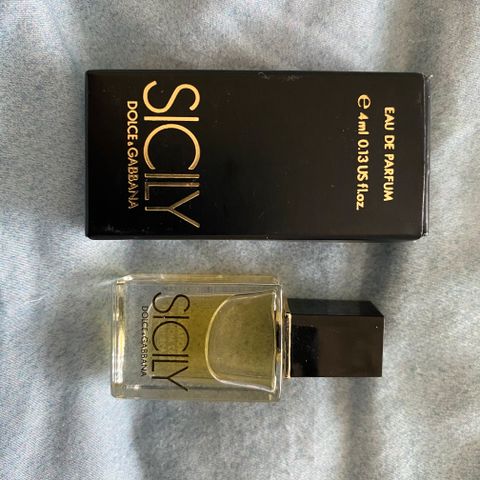 SICILY
DOLCE & GABBANA
EAU DE PARFUM
e 4ml 0.13 US fl.oz.
SICILY
DOLCE & GABBANA